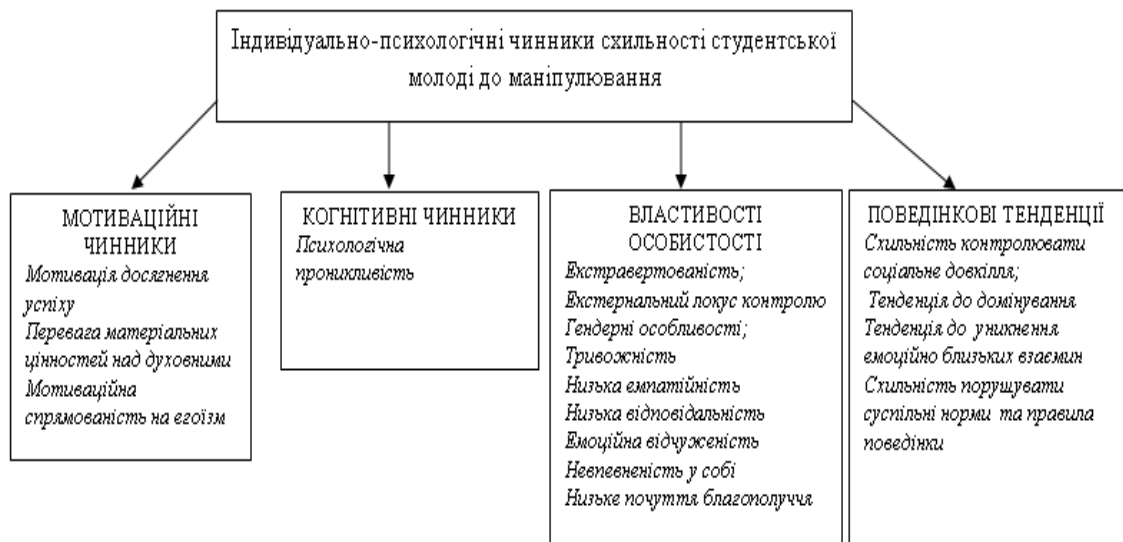 Індивідуально-психологічні чинники схильності студентської
молоді до маніпулювання
МОТИВАЦІЙНІ
ЧИННИКИ
Мотивація досягнення
успіху
Перевага матеріальних
цінностей над духовними
Мотиваційна
спрямованість на егоїзм
КОГНІТИВНІ ЧИННИКИ
Психологічна
проникливість
ВЛАСТИВОСТІ
ОСОБИСТОСТІ
Екстравертованість;
Екстернальний локус контролю
Гендерні особливості;
Тривожність
Низька емпатійність
Низька відповідальність
Емоційна відчуженість
Невпевненість у собі
Низьке почуття благополуччя
ПОВЕДІНКОВІ ТЕНДЕНЦІЇ
Схильність контролювати
соціальне довкілля;
Тенденція до домінування
Тенденція до уникнення
емоційно близьких взаємин
Схильність порушувати
суспільні норми та правила
поведінки